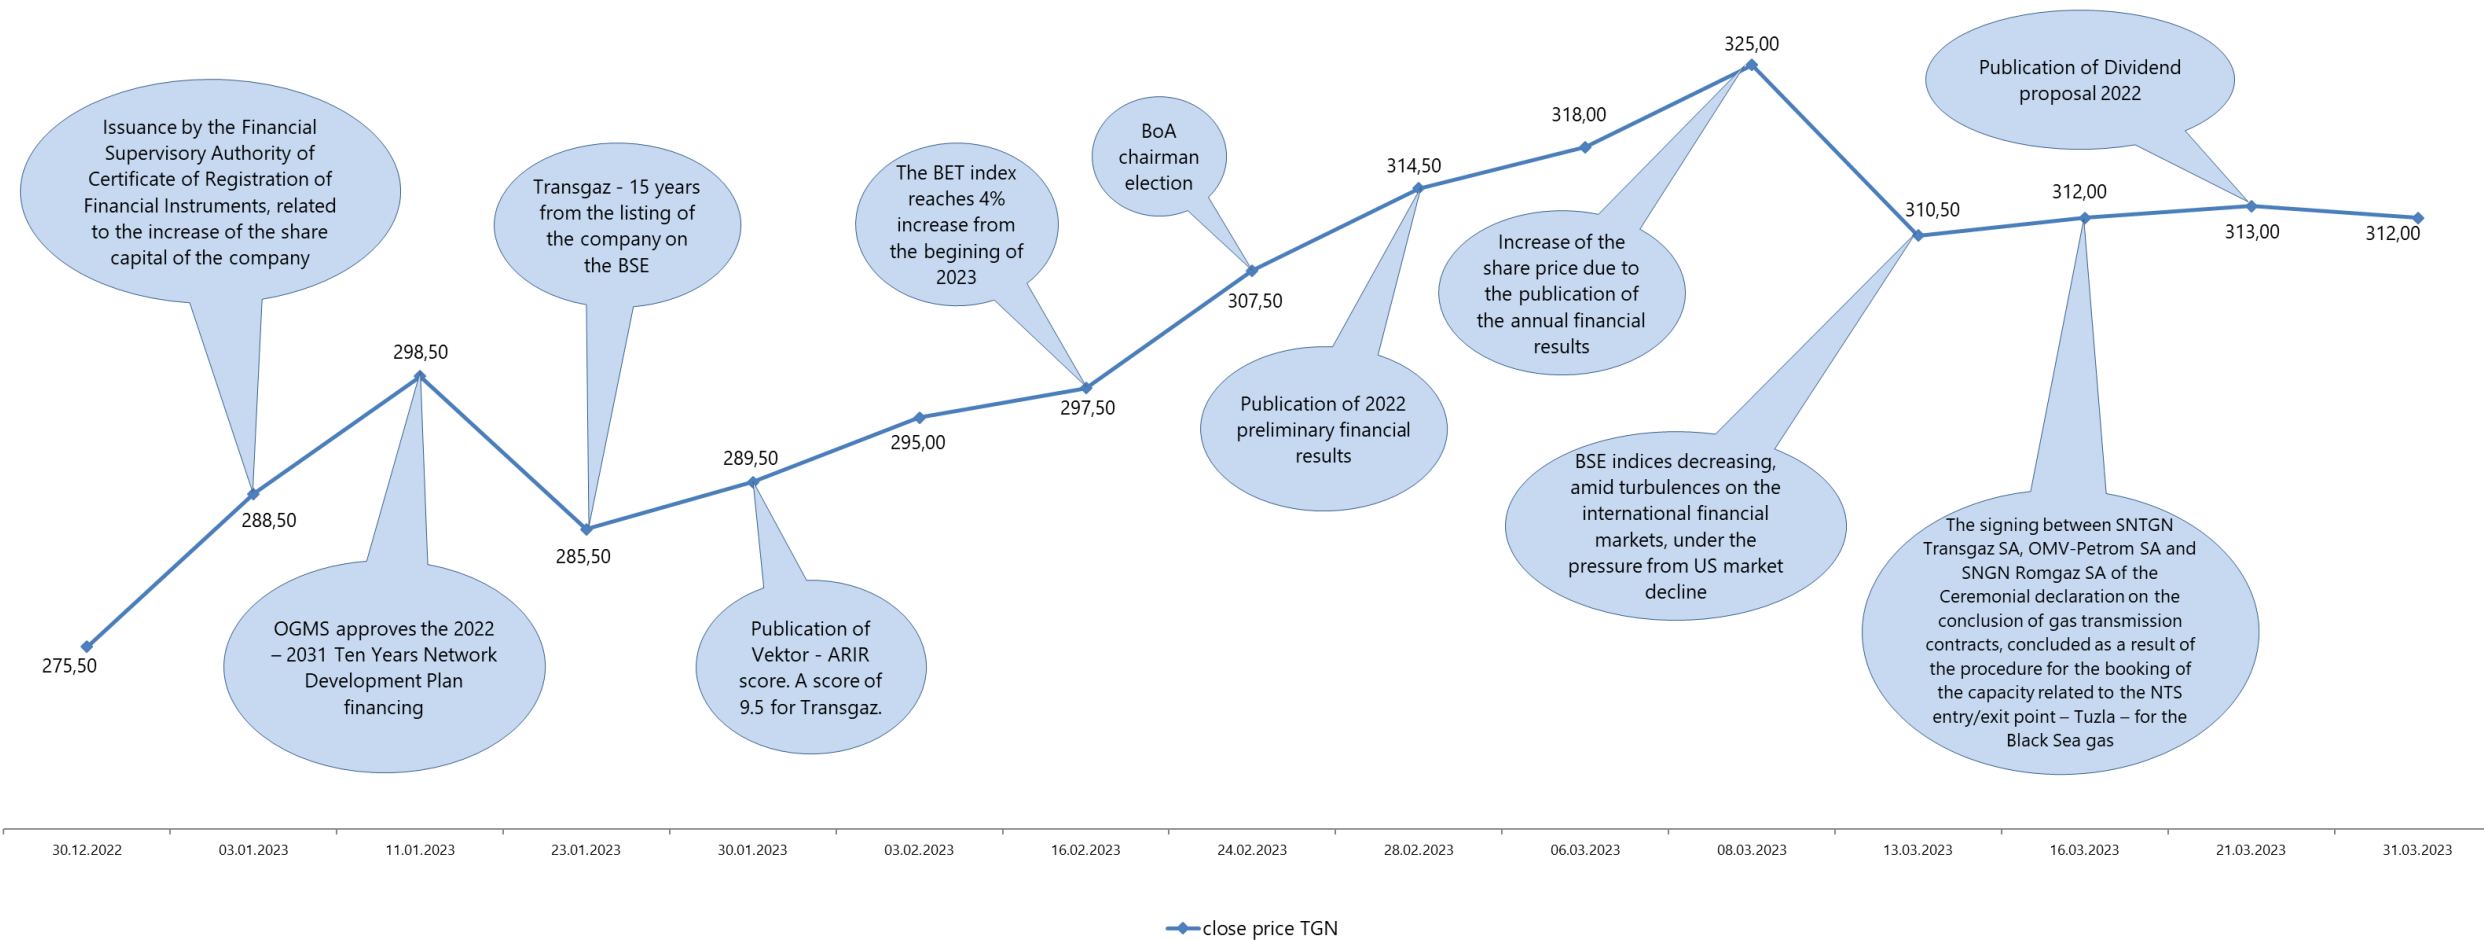 Issuance by the Financial
Supervisory Authority of
Certificate of Registration of
Financial Instruments, related
to the increase of the share
capital of the company
Transgaz - 15 years
from the listing of
the company on
the BSE
The BET index
reaches 4%
increase from
the begining of
2023
BoA
chairman
election
Publication of Dividend
proposal 2022
Increase of the
share price due to
the publication of
the annual financial
results
Publication of 2022
preliminary financial
results
BSE indices decreasing,
amid turbulences on the
international financial
markets, under the
pressure from US market
decline
The signing between SNTGN
Transgaz SA, OMV-Petrom SA and
SNGN Romgaz SA of the
Ceremonial declaration on the
conclusion of gas transmission
contracts, concluded as a result of
the procedure for the booking of
the capacity related to the NTS
entry/exit point – Tuzla – for the
Black Sea gas
OGMS approves the 2022
– 2031 Ten Years Network
Development Plan
financing
Publication of
Vektor - ARIR
score. A score of
9.5 for Transgaz.
275,50
288,50
298,50
285,50
289,50
295,00
297,50
307,50
314,50
318,00
325,00
310,50
312,00
313,00
312,00
30.12.2022
03.01.2023
11.01.2023
23.01.2023
30.01.2023
03.02.2023
16.02.2023
24.02.2023
28.02.2023
06.03.2023
08.03.2023
13.03.2023
16.03.2023
21.03.2023
31.03.2023
close price TGN